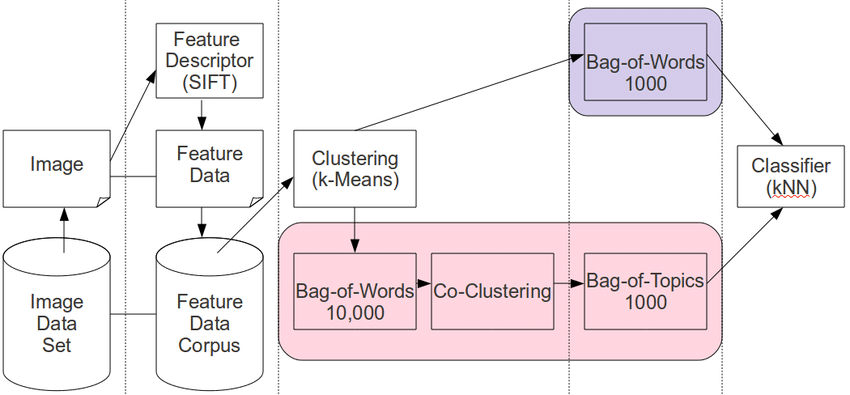 Feature
Descriptor
(SIFT)
Bag-of-Words
1000
Image
Feature
Data
Clustering
(k-Means)
Classifier
(kNN)
Image
Data
Set
Feature
Data
Corpus
Bag-of-Words
10,000
Co-Clustering
Bag-of-Topics
1000